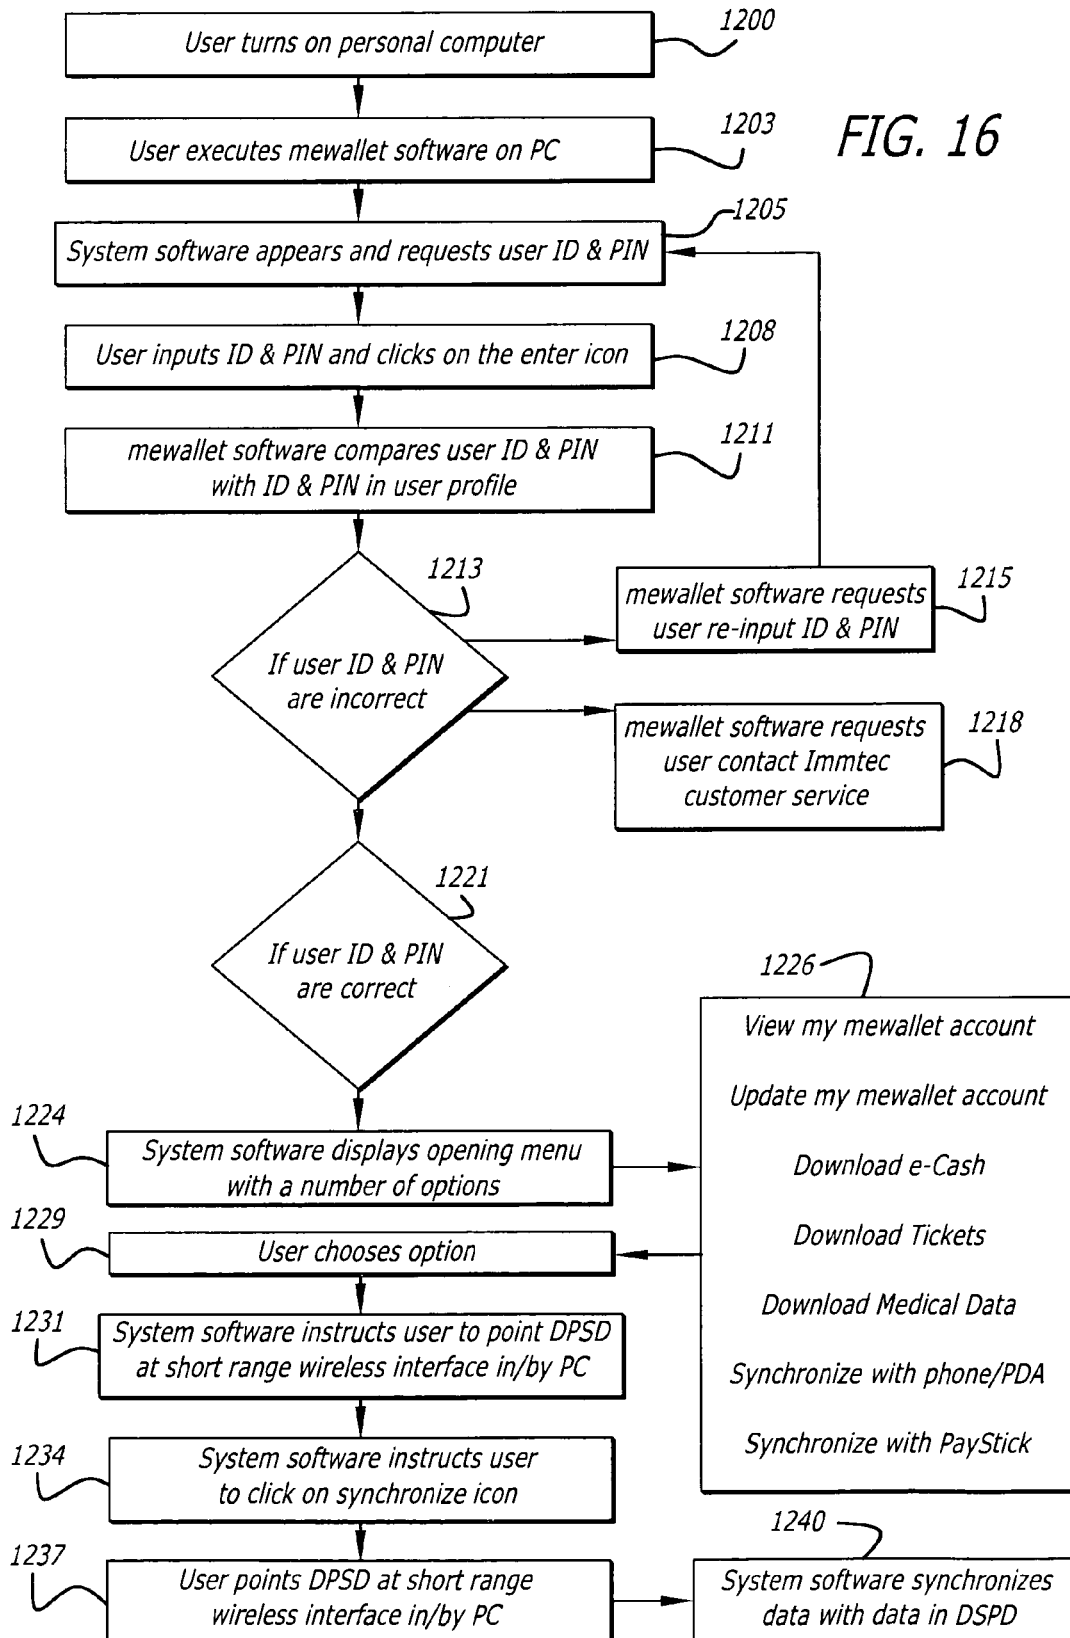 User turns on personal computer
1200
FIG. 16
User executes mewallet software on PC
1203
1205
System software appears and requests user ID & PIN
User inputs ID & PIN and clicks on the enter icon
1208
mewallet software compares user ID & PIN
with ID & PIN in user profile
1211
1213
If user ID & PIN
are incorrect
mewallet software requests
user re-input ID & PIN
1215
mewallet software requests
user contact Immtec
customer service
1218
1221
If user ID & PIN
are correct
1226
View my mewallet account
Update my mewallet account
Download e-Cash
Download Tickets
Download Medical Data
Synchronize with phone/PDA
Synchronize with PayStick
1224
System software displays opening menu
with a number of options
1229
User chooses option
1231
System software instructs user to point DPSD
at short range wireless interface in/by PC
1234
System software instructs user
to click on synchronize icon
1237
User points DPSD at short range
wireless interface in/by PC
1240
System software synchronizes
data with data in DSPD